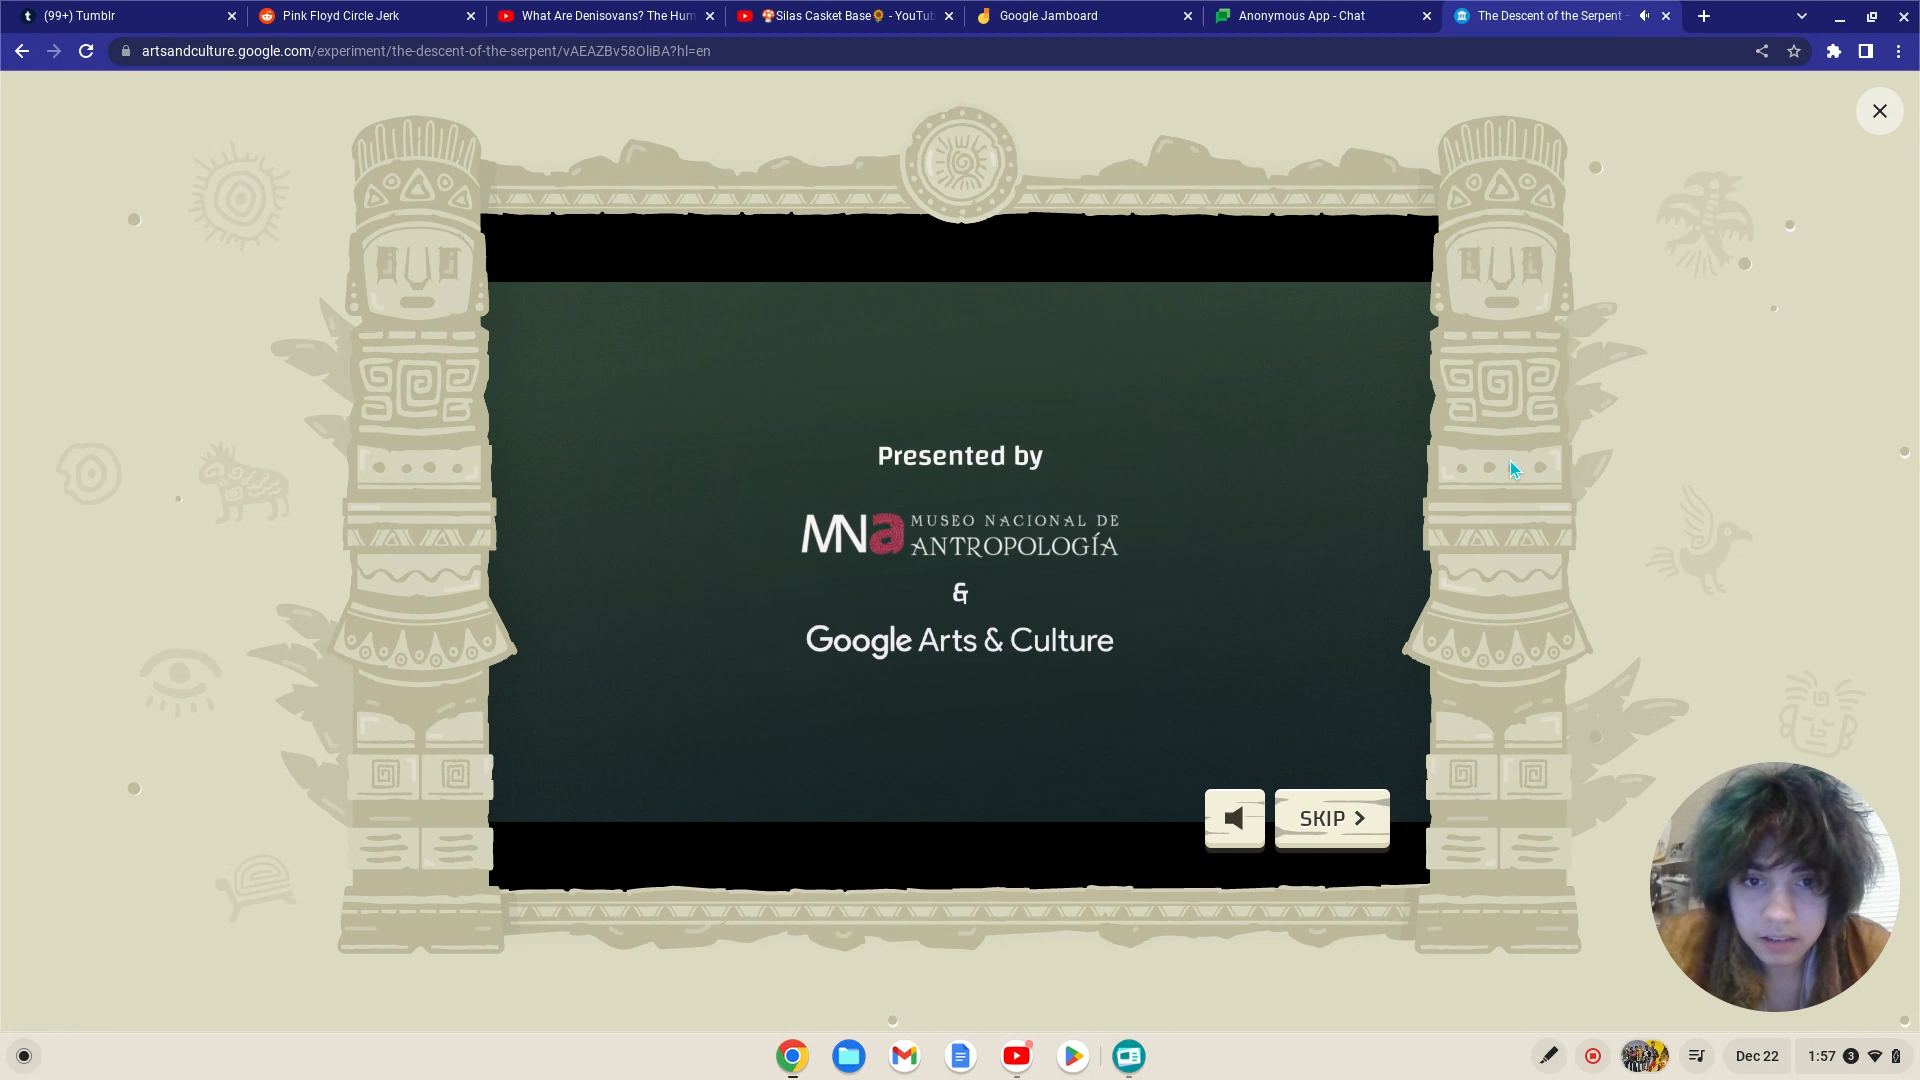 (99+) Tumblr
Pink Floyd Circle Jerk
What Are Denisovans? The Hum
🍄Silas Casket Base🌻 - YouTub
Google Jamboard
Anonymous App - Chat
The Descent of the Serpent -
artsandculture.google.com/experiment/the-descent-of-the-serpent/vAEAZBv58OliBA?hl=en
Presented by
MNa MUSEO NACIONAL DE
ANTROPOLOGÍA
&
Google Arts & Culture
SKIP >
Dec 22
1:57
3